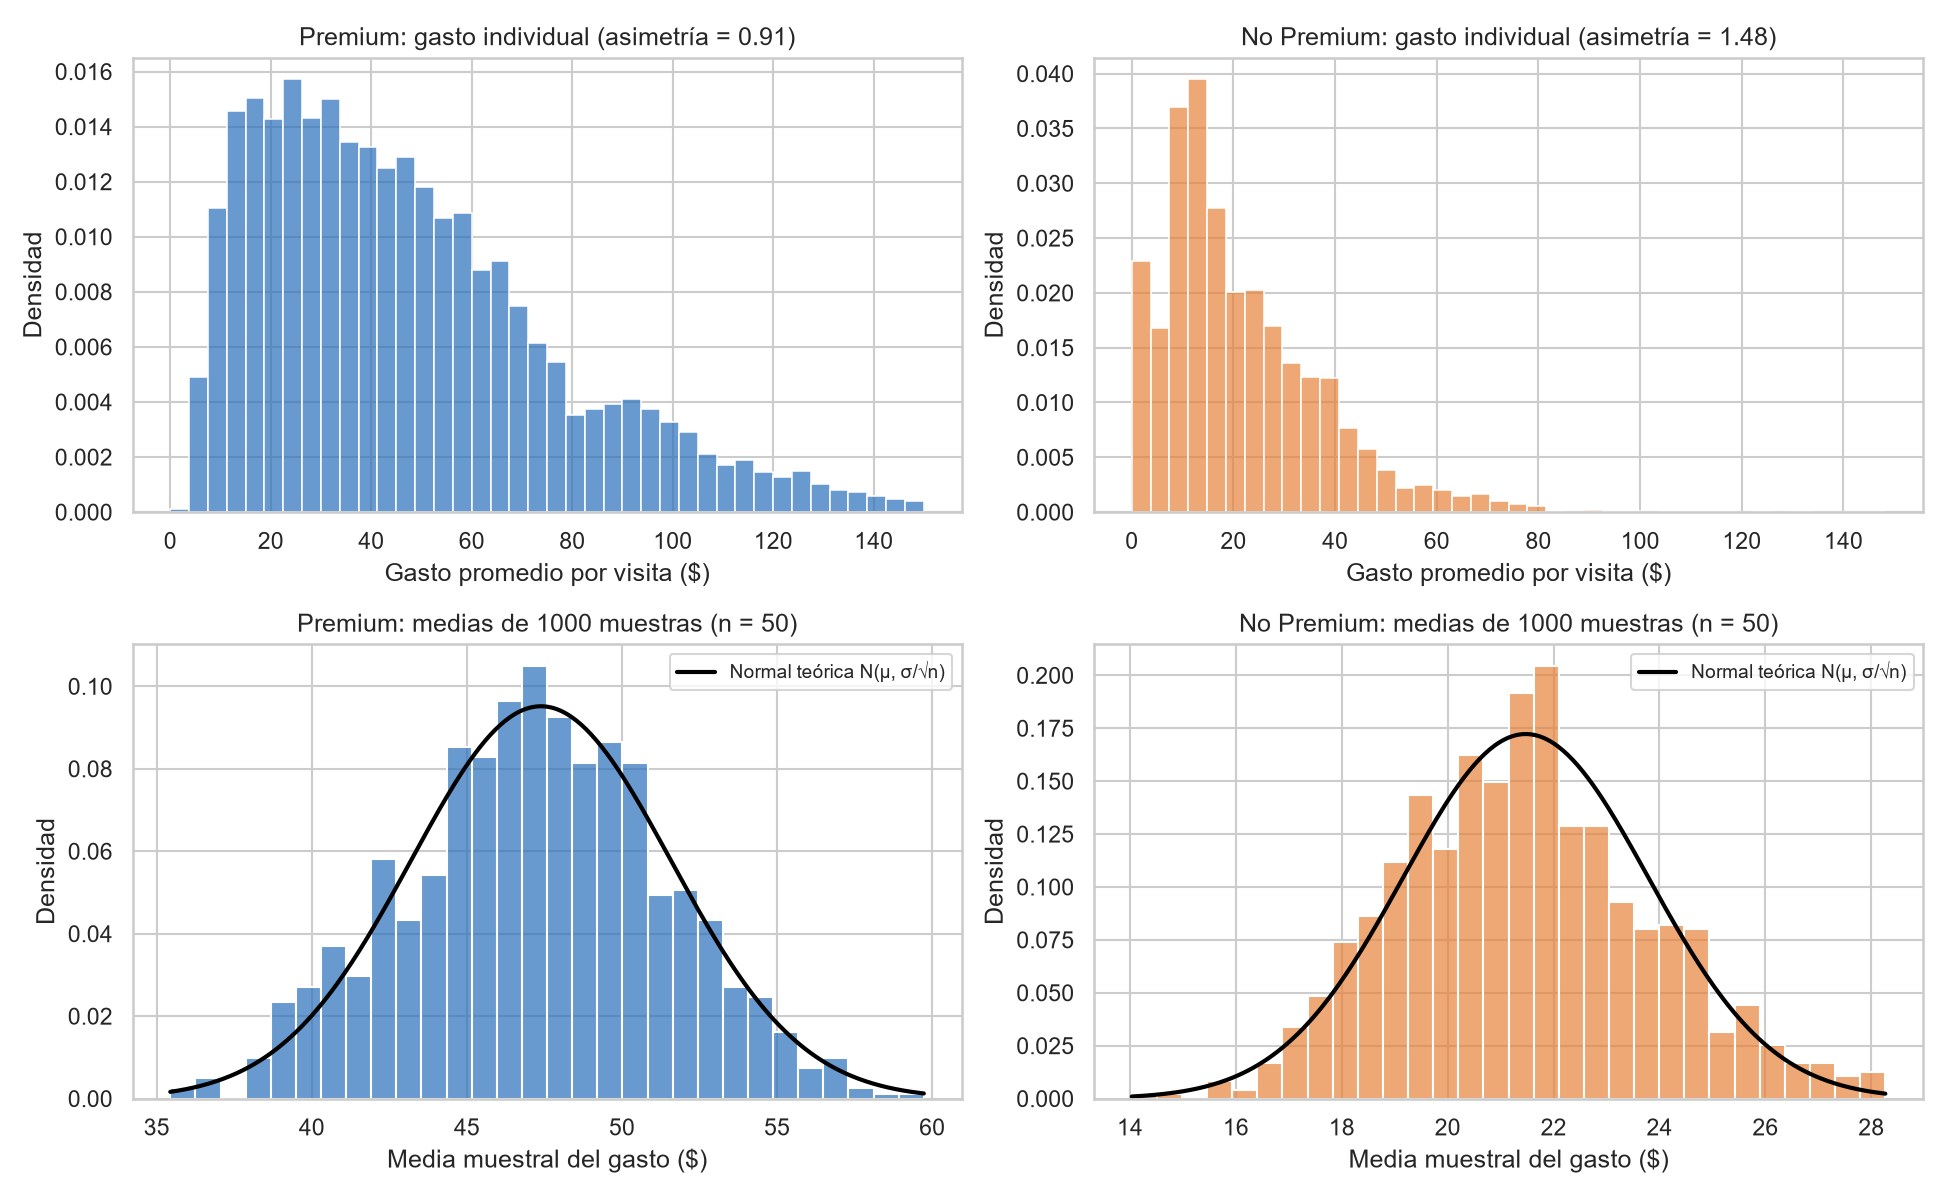 Premium: gasto individual (asimetría = 0.91)
Densidad
0.016
0.014
0.012
0.010
0.008
0.006
0.004
0.002
0.000
0 20 40 60 80 100 120 140
Gasto promedio por visita ($)
No Premium: gasto individual (asimetría = 1.48)
Densidad
0.040
0.035
0.030
0.025
0.020
0.015
0.010
0.005
0.000
0 20 40 60 80 100 120 140
Gasto promedio por visita ($)
Premium: medias de 1000 muestras (n = 50)
Normal teórica N(μ, σ/√n)
Densidad
0.10
0.08
0.06
0.04
0.02
0.00
35 40 45 50 55 60
Media muestral del gasto ($)
No Premium: medias de 1000 muestras (n = 50)
Normal teórica N(μ, σ/√n)
Densidad
0.200
0.175
0.150
0.125
0.100
0.075
0.050
0.025
0.000
14 16 18 20 22 24 26 28
Media muestral del gasto ($)